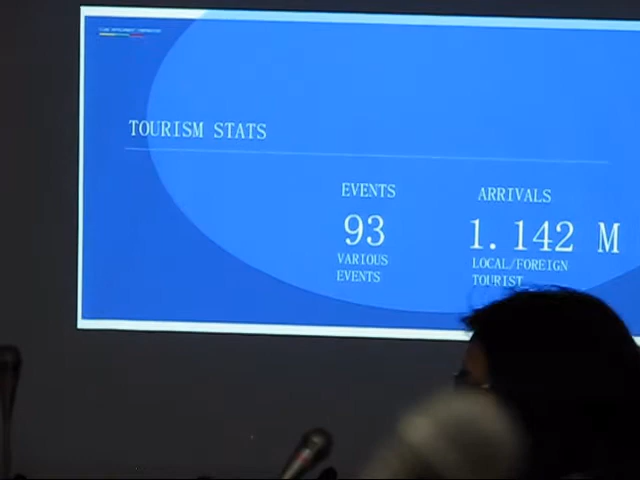 TOURISM STATS
EVENTS
93
VARIOUS
EVENTS
ARRIVALS
1.142 M
LOCAL/FOREIGN
TOURIST